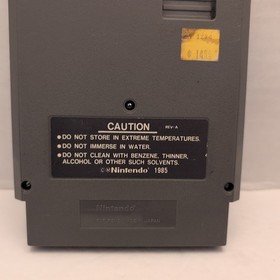 CAUTION REV-A
•DO NOT STORE IN EXTREME TEMPERATURES.
•DO NOT IMMERSE IN WATER.
•DO NOT CLEAN WITH BENZENE, THINNER,
ALCOHOL OR OTHER SUCH SOLVENTS.
©Nintendo® 1985
Nintendo